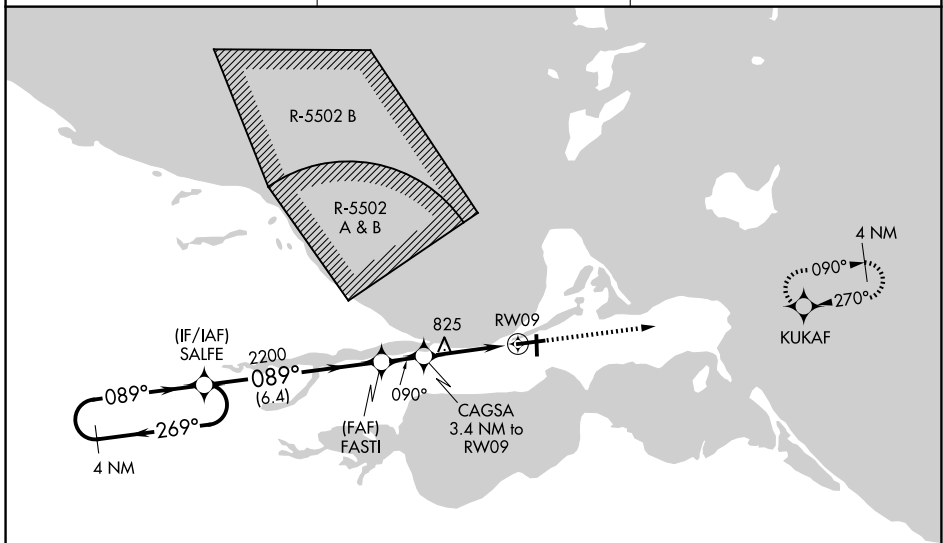 R-5502 B
R-5502
A & B
4 NM
090°
270°
KUKAF
825
RW09
(IF/IAF)
SALFE
2200
089°
(6.4)
089°
269°
4 NM
090°
(FAF)
FASTI
CAGSA
3.4 NM to
RW09